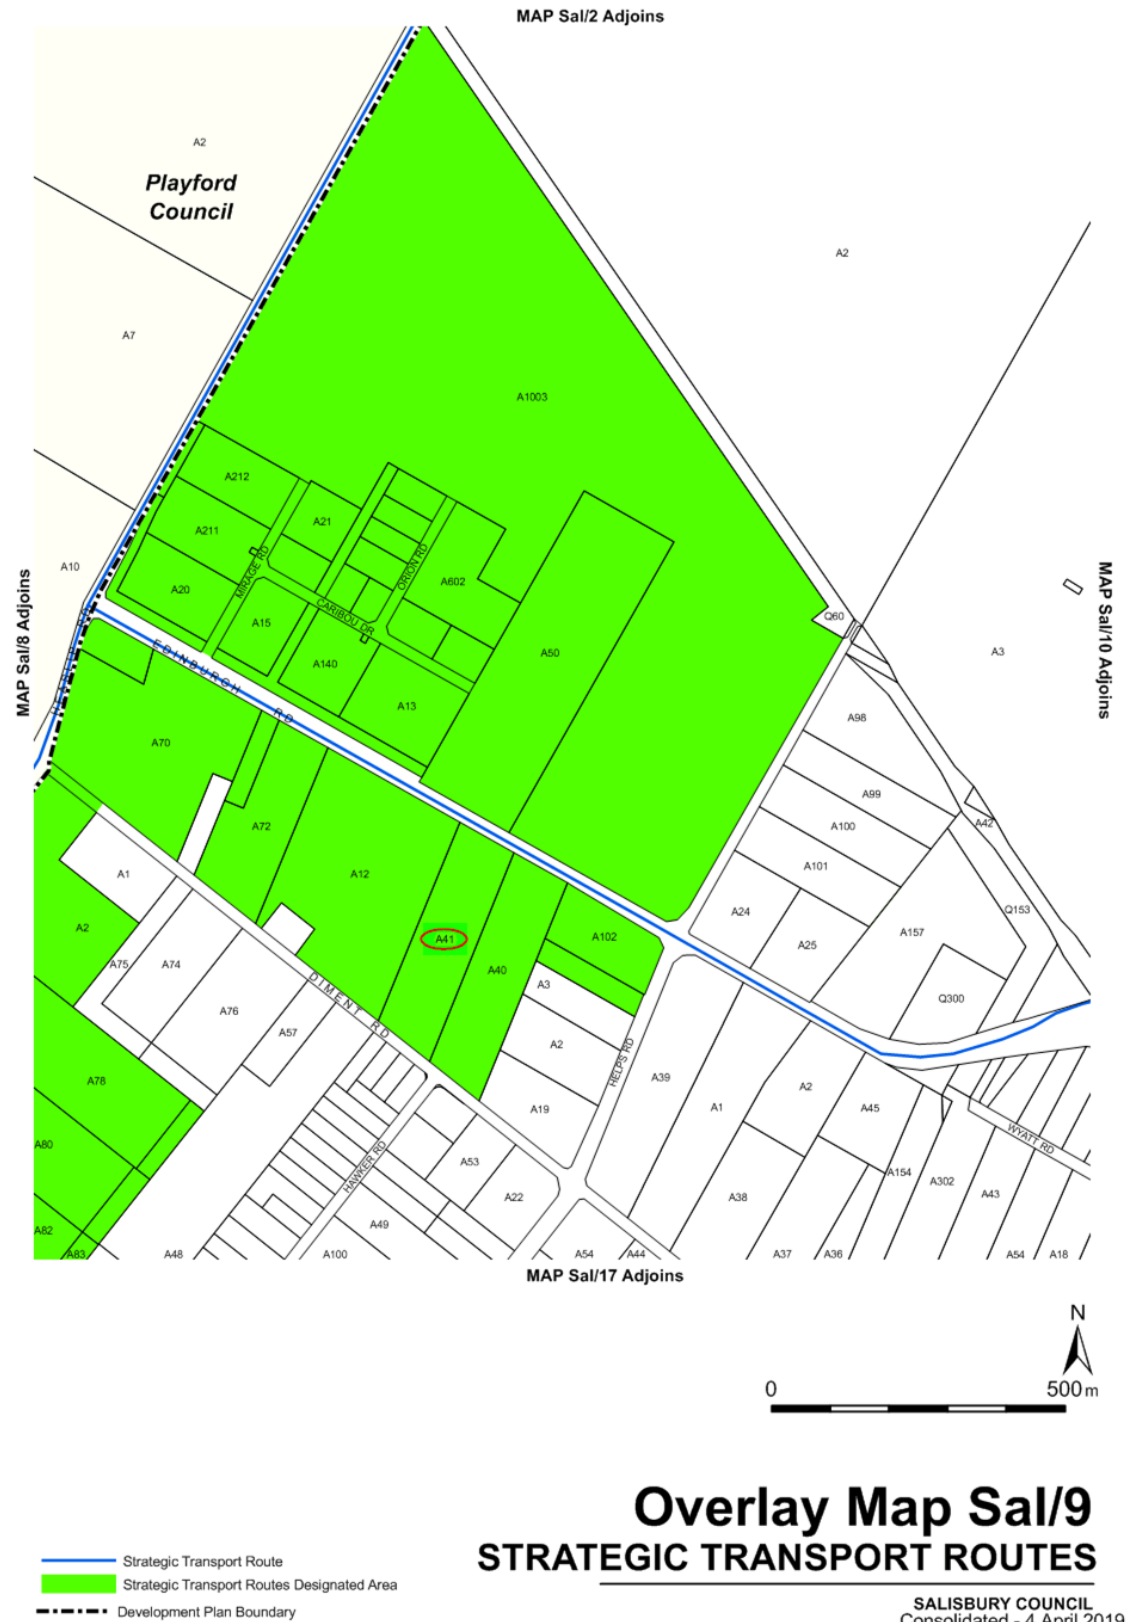 MAP Sal/2 Adjoins
A2
Playford
Council
A2
A7
A1003
A212
A21
A211
A10
MIRAGE RD
ORION RD
A602
A20
CARIBOU DR
A15
Q60
MAP Sal/8 Adjoins
MAP Sal/10 Adjoins
A3
A50
A140
EDINBURGH RD
A13
A98
A70
A99
A42
A72
A100
A101
A1
A12
Q153
A24
A2
A157
A41
A102
A25
A75
A74
A40
A3
Q300
DIMENT RD
A76
A57
A2
HELPS RD
A39
A2
A78
A19
A1
A45
WYATT RD
A80
HAWKER RD
A53
A154
A302
A22
A38
A43
A82
A49
A83
A48
A100
A54
A44
A37
A36
A54
A18
MAP Sal/17 Adjoins
N
0
500 m
Overlay Map Sal/9
STRATEGIC TRANSPORT ROUTES
Strategic Transport Route
Strategic Transport Routes Designated Area
Development Plan Boundary
SALISBURY COUNCIL
Consolidated - 4 April 2019